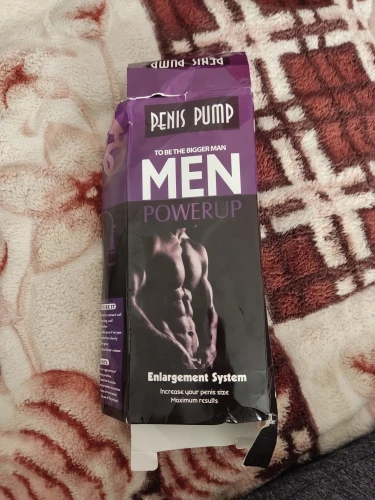 PENIS PUMP
PENIS PUMP
TO BE THE BIGGER MAN
MEN
POWERUP
Enlargement System
Increase your penis size
Maximum results